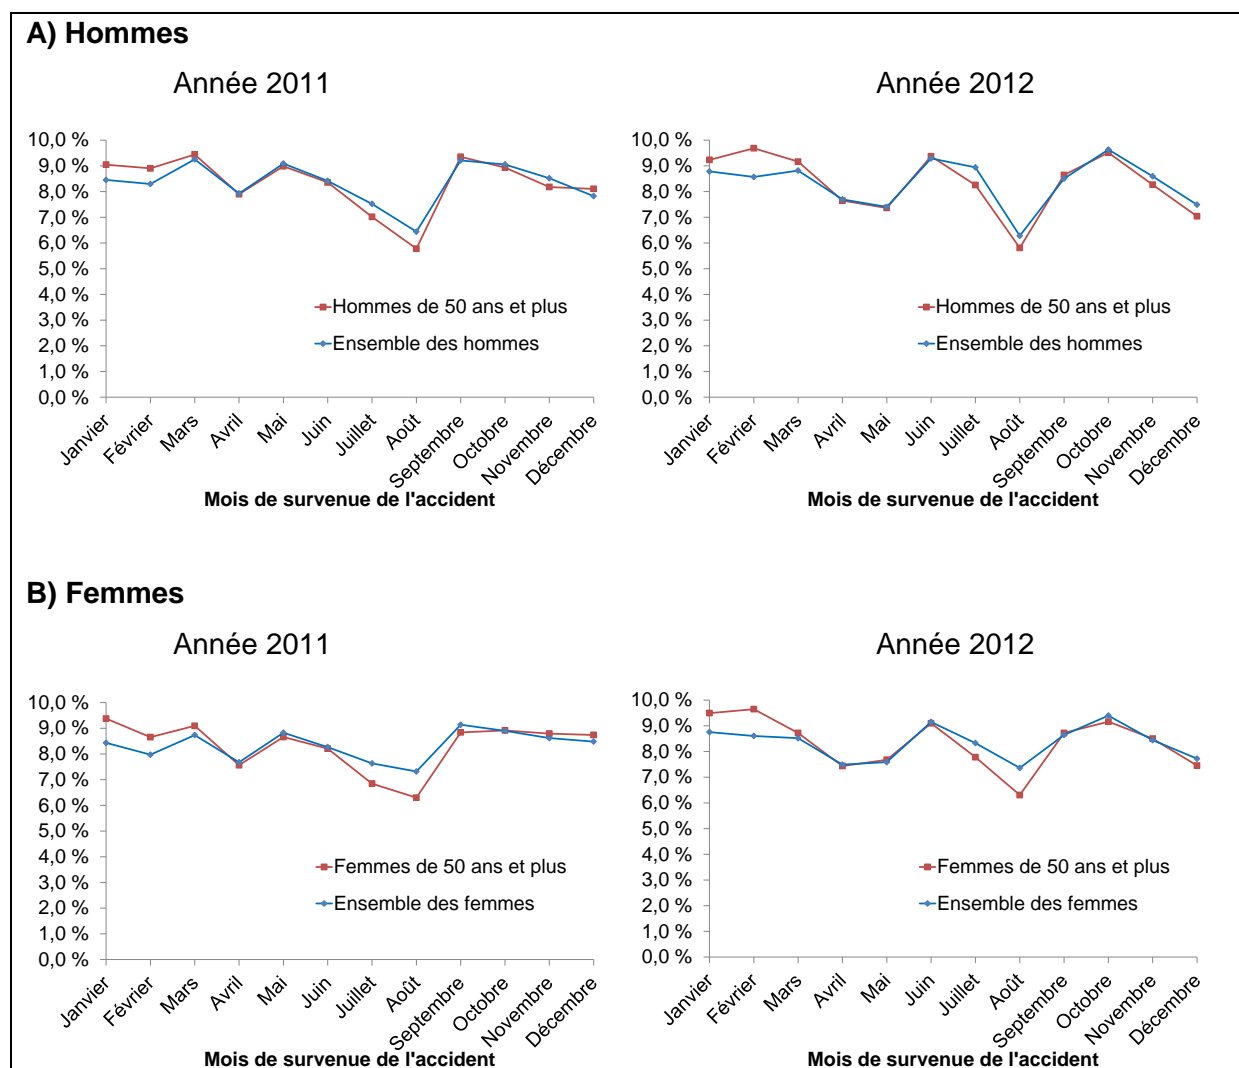 A) Hommes
Année 2011
10,0 %
9,0 %
8,0 %
7,0 %
6,0 %
5,0 %
4,0 %
3,0 %
2,0 %
1,0 %
0,0 %
Hommes de 50 ans et plus
Ensemble des hommes
Janvier
Février
Mars
Avril
Mai
Juin
Juillet
Août
Septembre
Octobre
Novembre
Décembre
Mois de survenue de l'accident
Année 2012
10,0 %
9,0 %
8,0 %
7,0 %
6,0 %
5,0 %
4,0 %
3,0 %
2,0 %
1,0 %
0,0 %
Hommes de 50 ans et plus
Ensemble des hommes
Janvier
Février
Mars
Avril
Mai
Juin
Juillet
Août
Septembre
Octobre
Novembre
Décembre
Mois de survenue de l'accident
B) Femmes
Année 2011
10,0 %
9,0 %
8,0 %
7,0 %
6,0 %
5,0 %
4,0 %
3,0 %
2,0 %
1,0 %
0,0 %
Femmes de 50 ans et plus
Ensemble des femmes
Janvier
Février
Mars
Avril
Mai
Juin
Juillet
Août
Septembre
Octobre
Novembre
Décembre
Mois de survenue de l'accident
Année 2012
10,0 %
9,0 %
8,0 %
7,0 %
6,0 %
5,0 %
4,0 %
3,0 %
2,0 %
1,0 %
0,0 %
Femmes de 50 ans et plus
Ensemble des femmes
Janvier
Février
Mars
Avril
Mai
Juin
Juillet
Août
Septembre
Octobre
Novembre
Décembre
Mois de survenue de l'accident